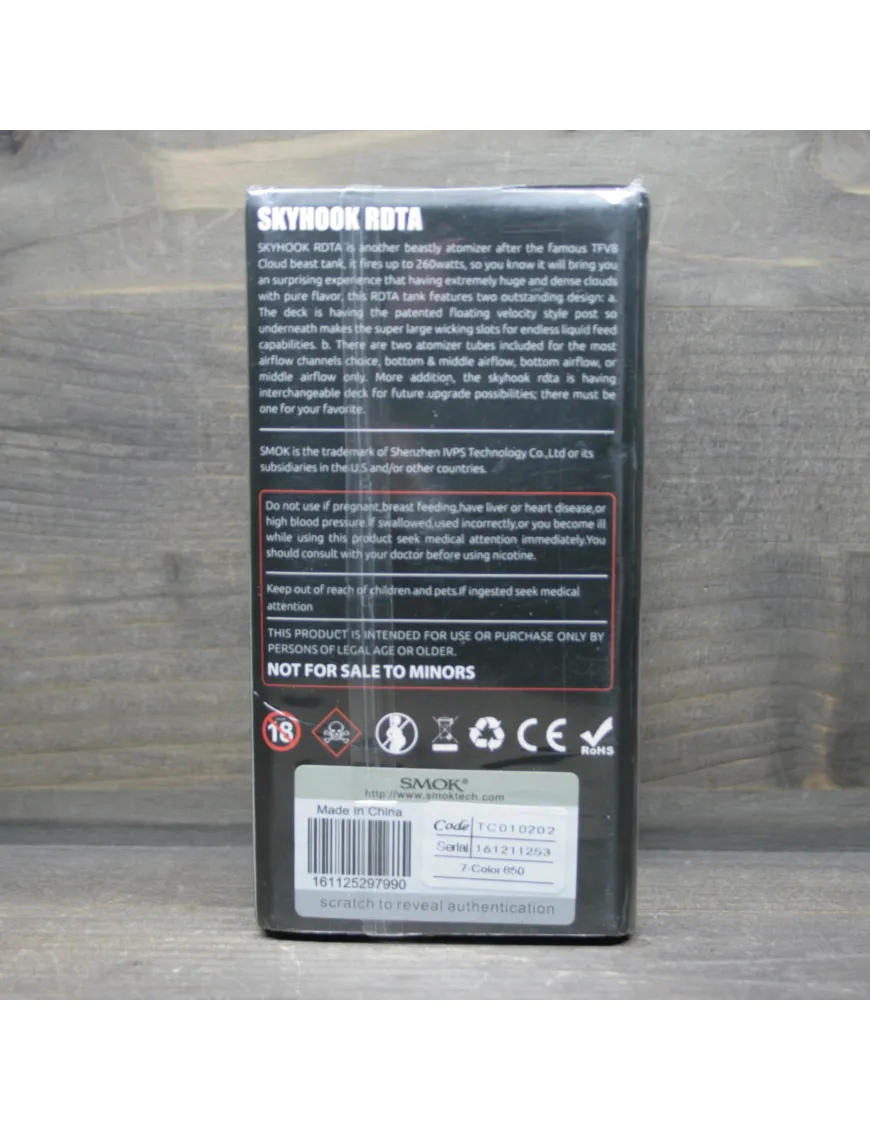 SKYHOOK RDTA
SKYHOOK RDTA is another beastly atomizer after the famous TFV8
Cloud beast tank, it fires up to 260watts, so you know it will bring you
an surprising experience that having extremely huge and dense clouds
with pure flavor, this RDTA tank features two outstanding design: a.
The deck is having the patented floating velocity style post so
underneath makes the super large wicking slots for endless liquid feed
capabilities. b. There are two atomizer tubes included for the most
airflow channels choice, bottom & middle airflow, bottom airflow, or
middle airflow only. More addition, the skyhook rdta is having
interchangeable deck for future upgrade possibilities; there must be
one for your favorite.
SMOK is the trademark of Shenzhen IVPS Technology Co.,Ltd or its
subsidiaries in the U.S and/or other countries.
Do not use if pregnant,breast feeding,have liver or heart disease,or
high blood pressure.If swallowed,used incorrectly,or you become ill
while using this product seek medical attention immediately.You
should consult with your doctor before using nicotine.
Keep out of reach of children and pets.If ingested seek medical
attention
THIS PRODUCT IS INTENDED FOR USE OR PURCHASE ONLY BY
PERSONS OF LEGAL AGE OR OLDER.
NOT FOR SALE TO MINORS
18
CE
RoHS
SMOK®
http://www.smoktech.com
Made in China
161125297990
Code TC010202
Serial 161211253
7-Color 850
scratch to reveal authentication